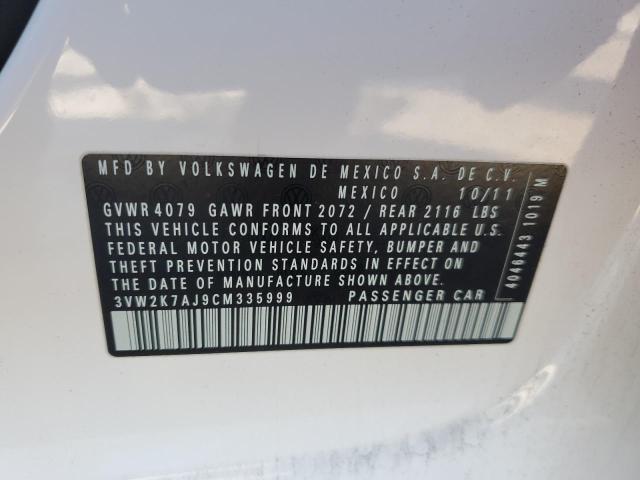 MFD BY VOLKSWAGEN DE MEXICO S.A. DE C.V.
MEXICO 10/11
GVWR 4079 GAWR FRONT 2072 / REAR 2116 LBS
THIS VEHICLE CONFORMS TO ALL APPLICABLE U.S.
FEDERAL MOTOR VEHICLE SAFETY, BUMPER AND
THEFT PREVENTION STANDARDS IN EFFECT ON
THE DATE OF MANUFACTURE SHOWN ABOVE.
3VW2K7AJ9CM335999 PASSENGER CAR
4046443 1019 M